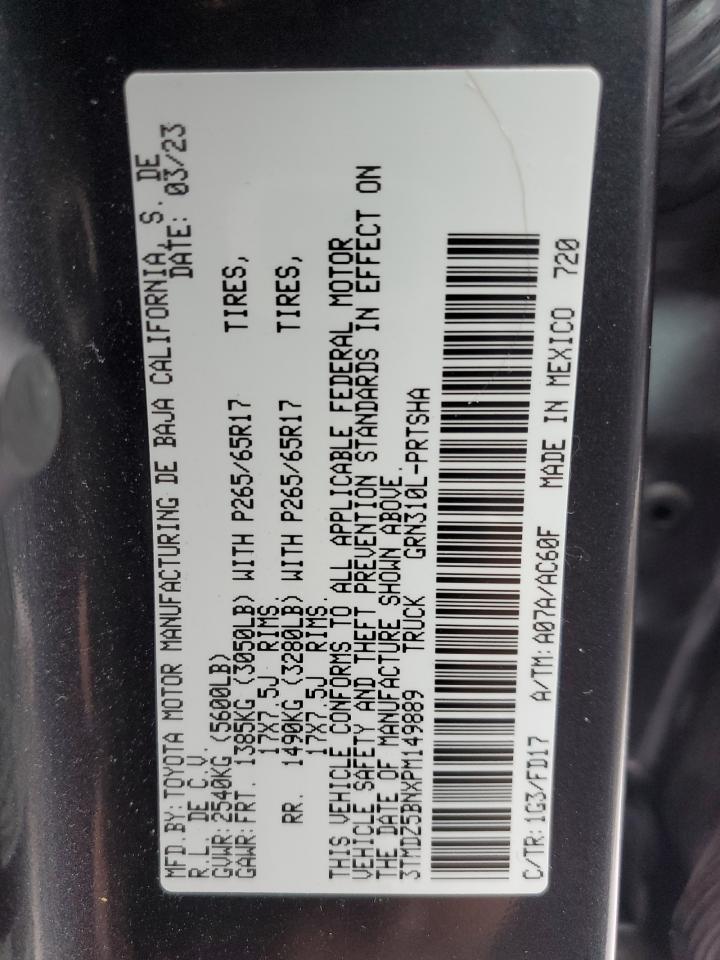 MFD.BY: TOYOTA MOTOR MANUFACTURING DE BAJA CALIFORNIA, S. DE
R.L. DE C.V. DATE: 03/23
GVWR: 2540KG (5600LB)
GAWR: FRT. 1385KG (3050LB) WITH P265/65R17 TIRES,
17X7.5J RIMS.
RR. 1490KG (3280LB) WITH P265/65R17 TIRES,
17X7.5J RIMS.
THIS VEHICLE CONFORMS TO ALL APPLICABLE FEDERAL MOTOR
VEHICLE SAFETY AND THEFT PREVENTION STANDARDS IN EFFECT ON
THE DATE OF MANUFACTURE SHOWN ABOVE.
3TMDZ5BNXPM149889 TRUCK GRN310L-PRTSHA
C/TR: 1G3/FD17 A/TM: A07A/AC60F MADE IN MEXICO 720